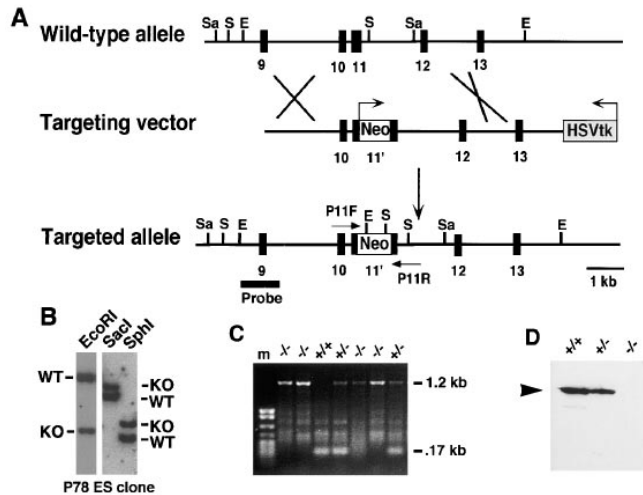 A
Sa S E S Sa E
Wild-type allele
9 10 11 12 13
Targeting vector
Neo HSVtk
10 11' 12 13
P11F E S
Sa S E S Sa E
Targeted allele
Neo
9 10 11' P11R 12 13
Probe
1 kb
B
EcoRI SacI SphI
WT
KO
KO
WT
KO
WT
P78 ES clone
C
m -/- -/- +/+ +/- -/- -/- +/-
1.2 kb
.17 kb
D
+/+ +/- -/-